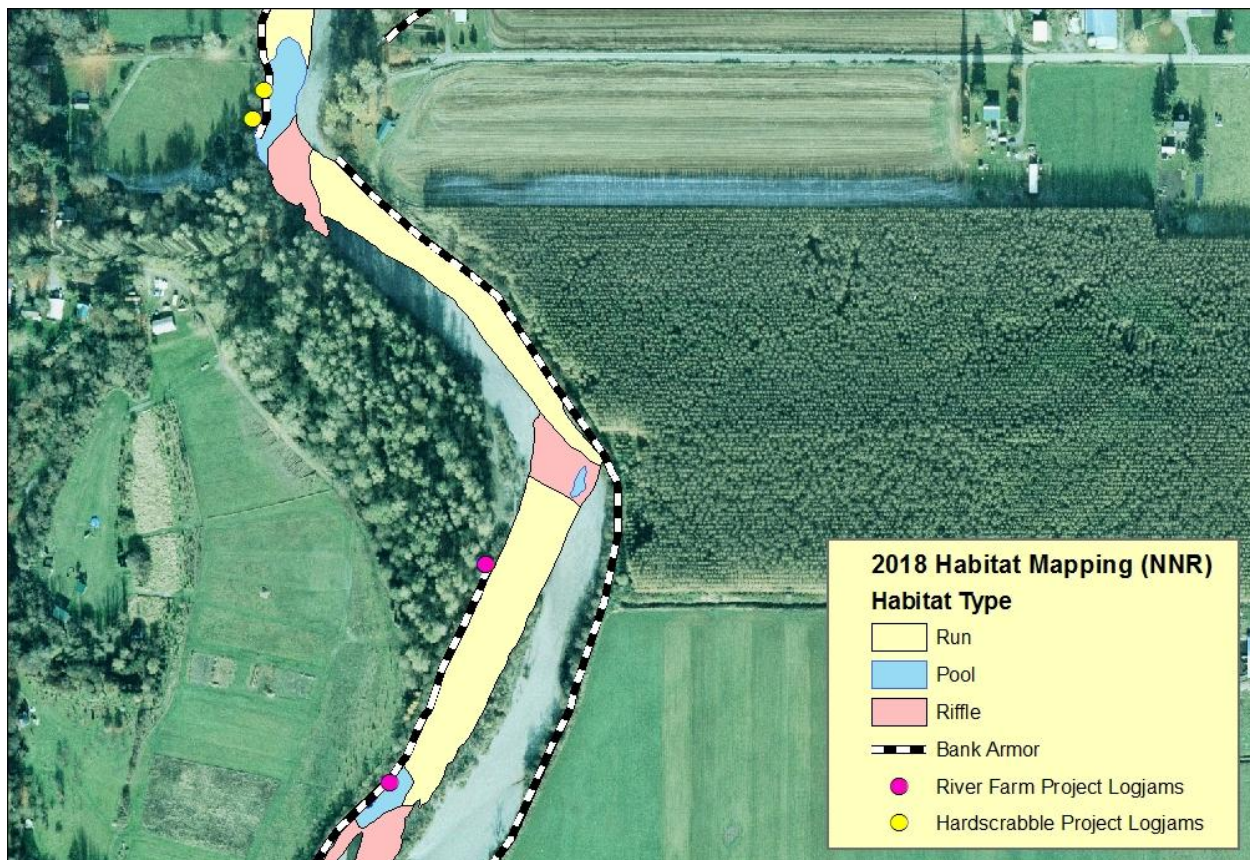 2018 Habitat Mapping (NNR)
Habitat Type
Run
Pool
Riffle
Bank Armor
River Farm Project Logjams
Hardscrabble Project Logjams